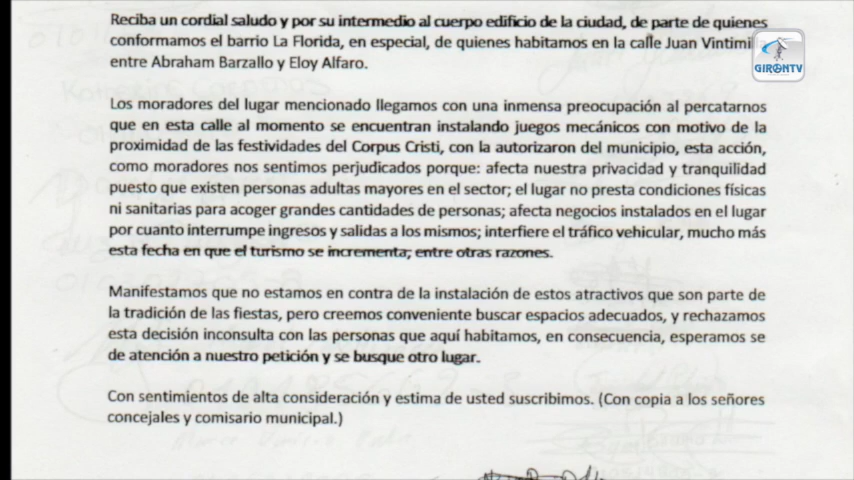 Reciba un cordial saludo y por su intermedio al cuerpo edificio de la ciudad, de parte de quienes
conformamos el barrio La Florida, en especial, de quienes habitamos en la calle Juan Vintimilla
entre Abraham Barzallo y Eloy Alfaro.
GIRONTV
Los moradores del lugar mencionado llegamos con una inmensa preocupación al percatarnos
que en esta calle al momento se encuentran instalando juegos mecánicos con motivo de la
proximidad de las festividades del Corpus Cristi, con la autorizaron del municipio, esta acción,
como moradores nos sentimos perjudicados porque: afecta nuestra privacidad y tranquilidad
puesto que existen personas adultas mayores en el sector; el lugar no presta condiciones físicas
ni sanitarias para acoger grandes cantidades de personas; afecta negocios instalados en el lugar
por cuanto interrumpe ingresos y salidas a los mismos; interfiere el tráfico vehicular, mucho más
esta fecha en que el turismo se incrementa; entre otras razones.
Manifestamos que no estamos en contra de la instalación de estos atractivos que son parte de
la tradición de las fiestas, pero creemos conveniente buscar espacios adecuados, y rechazamos
esta decisión inconsulta con las personas que aquí habitamos, en consecuencia, esperamos se
de atención a nuestro petición y se busque otro lugar.
Con sentimientos de alta consideración y estima de usted suscribimos. (Con copia a los señores
concejales y comisario municipal.)